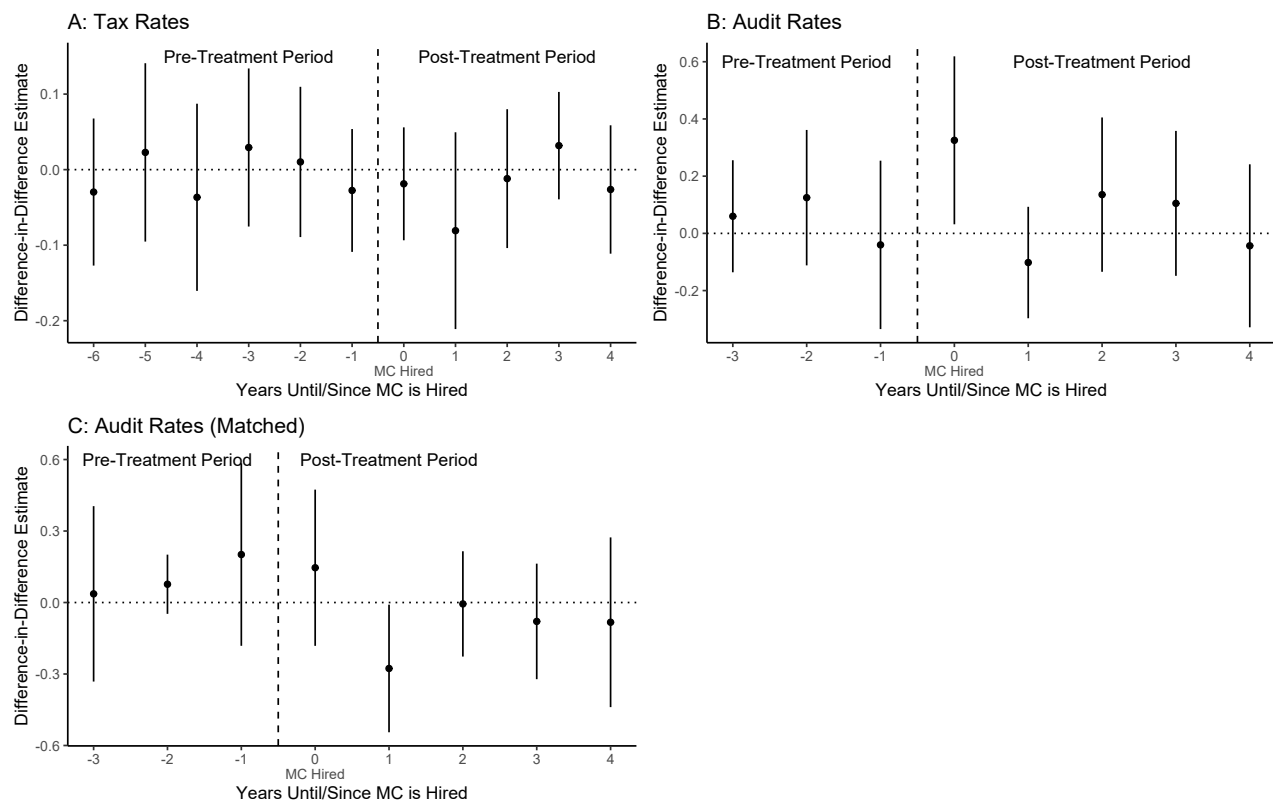 A: Tax Rates
Pre-Treatment Period
Post-Treatment Period
Difference-in-Difference Estimate
0.1
0.0
-0.1
-0.2
-6 -5 -4 -3 -2 -1 0 1 2 3 4
MC Hired
Years Until/Since MC is Hired
B: Audit Rates
Pre-Treatment Period
Post-Treatment Period
Difference-in-Difference Estimate
0.6
0.4
0.2
0.0
-0.2
-3 -2 -1 0 1 2 3 4
MC Hired
Years Until/Since MC is Hired
C: Audit Rates (Matched)
Pre-Treatment Period
Post-Treatment Period
Difference-in-Difference Estimate
0.6
0.3
0.0
-0.3
-0.6
-3 -2 -1 0 1 2 3 4
MC Hired
Years Until/Since MC is Hired